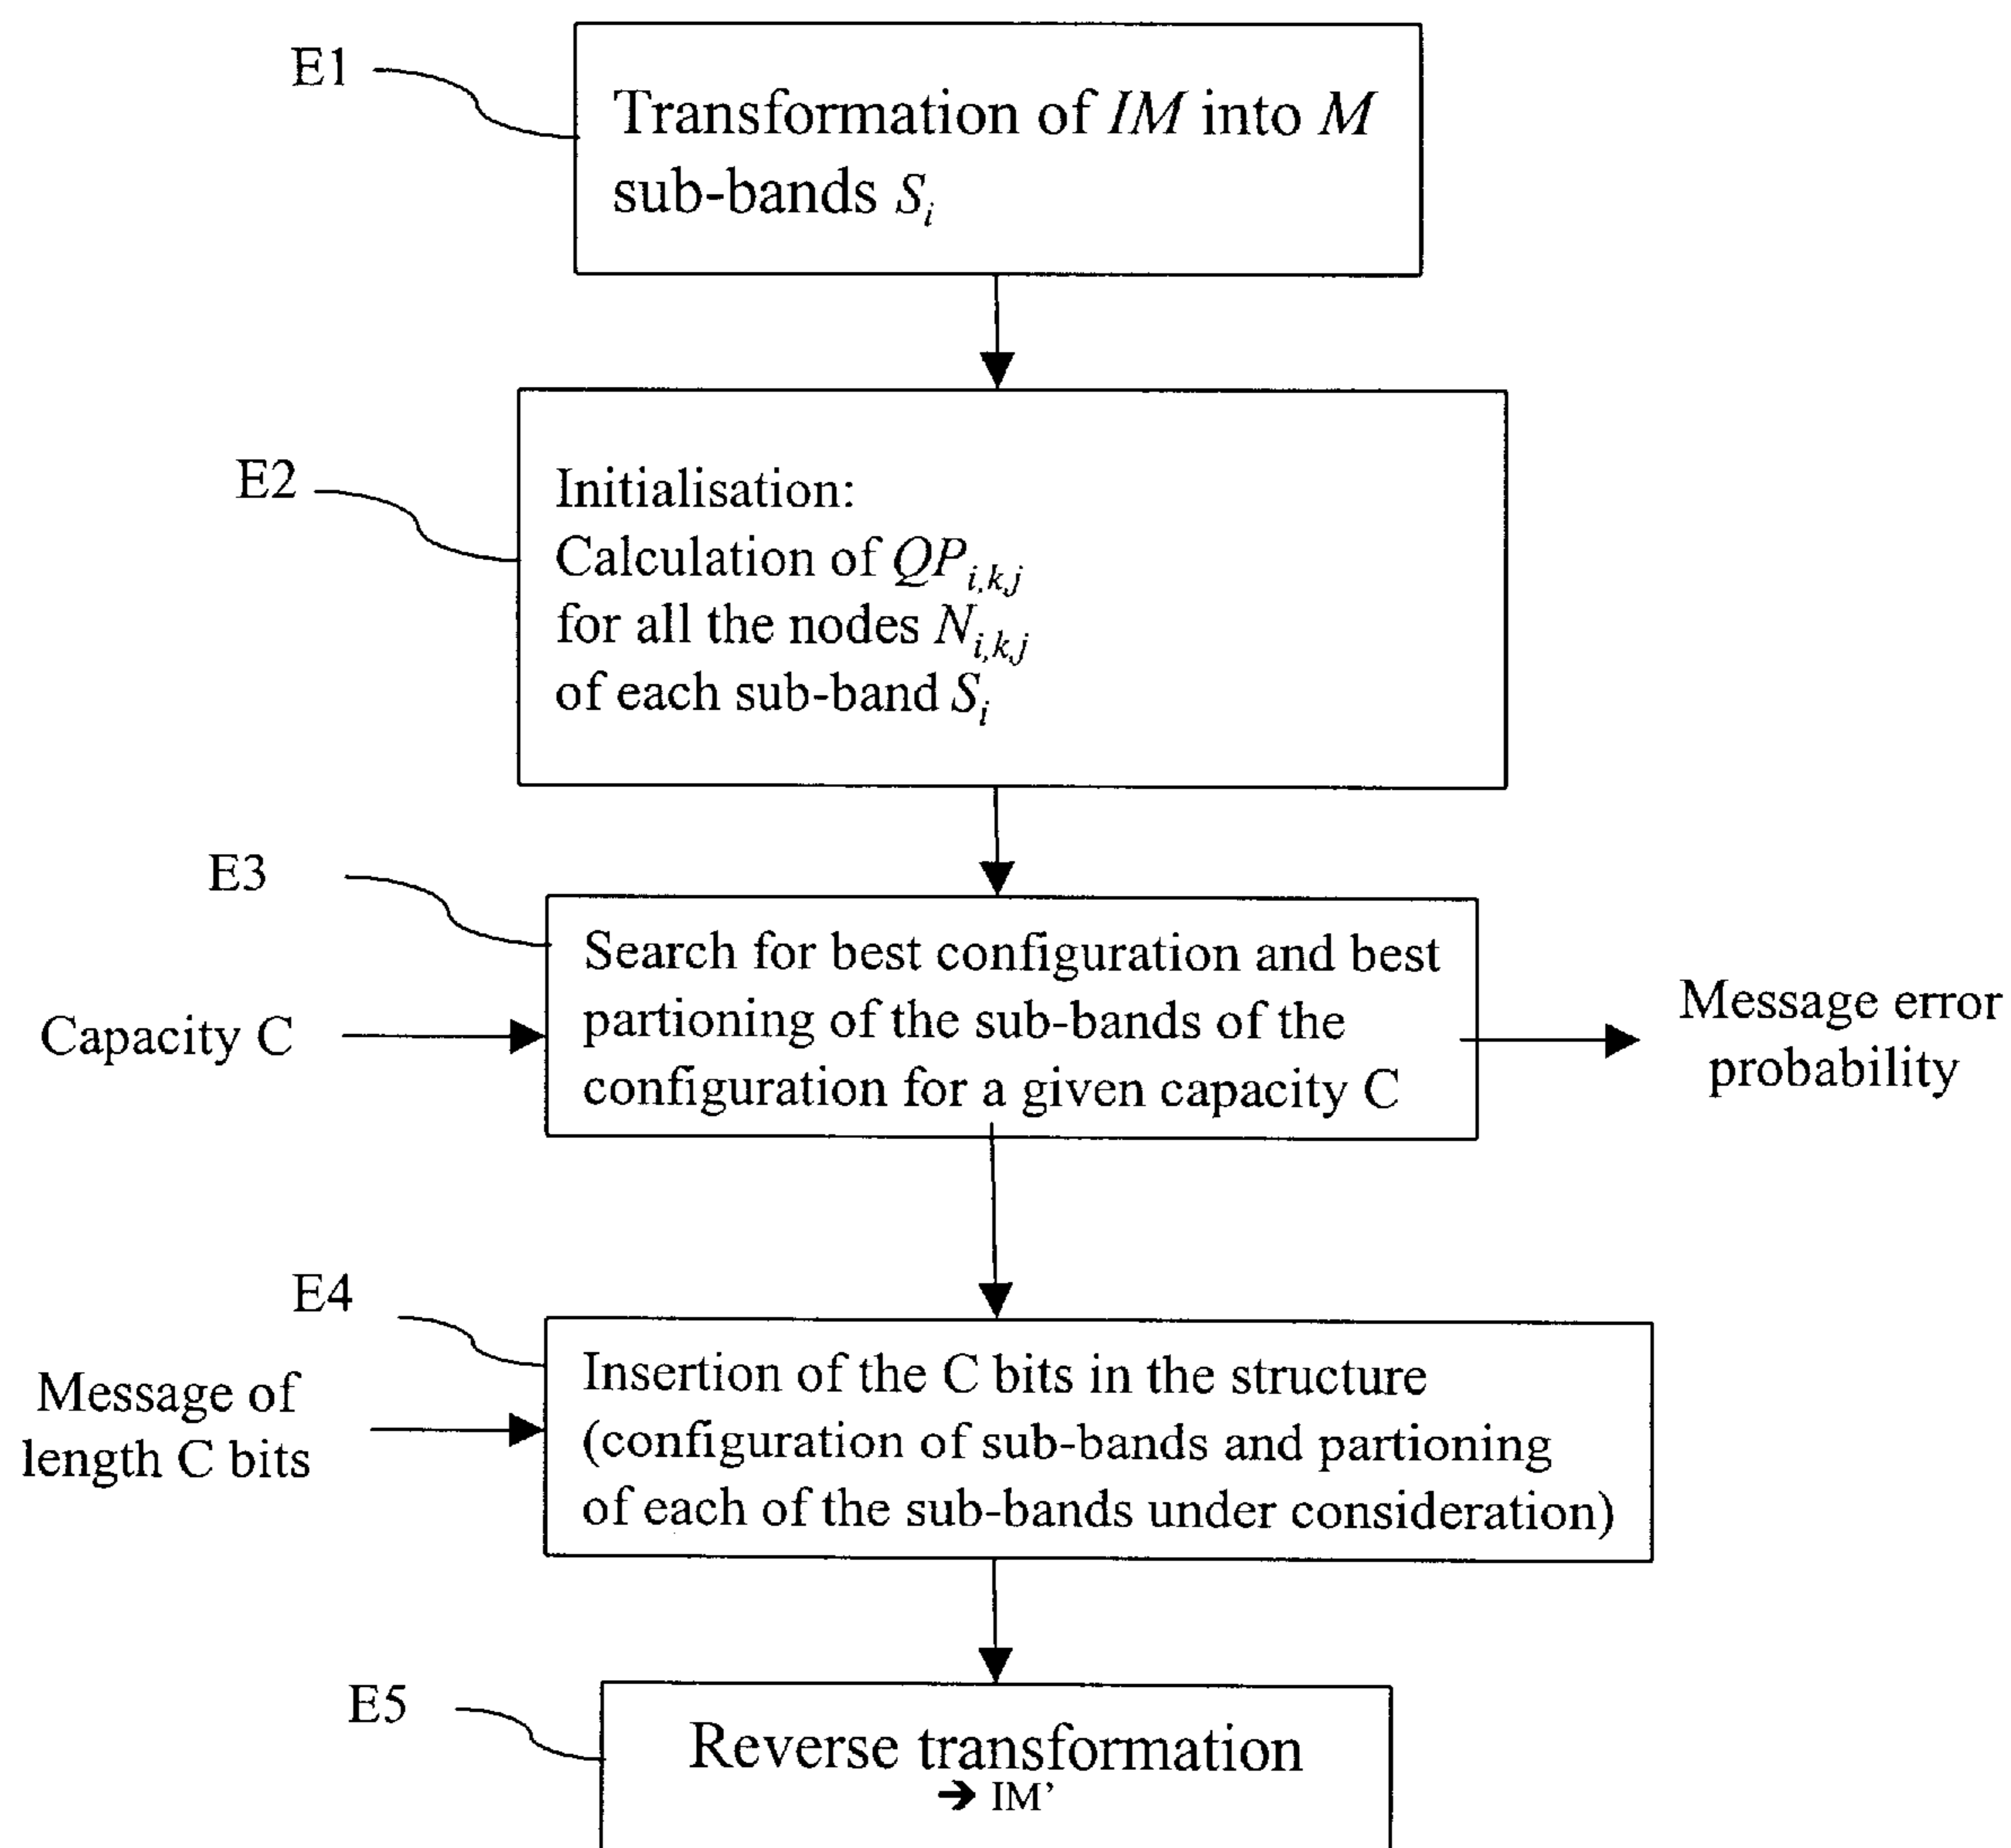 E1
Transformation of IM into M
sub-bands Si
E2
Initialisation:
Calculation of QPi,k,j
for all the nodes Ni,k,j
of each sub-band Si
E3
Search for best configuration and best
partioning of the sub-bands of the
configuration for a given capacity C
Capacity C
Message error
probability
E4
Insertion of the C bits in the structure
(configuration of sub-bands and partioning
of each of the sub-bands under consideration)
Message of
length C bits
E5
Reverse transformation
➔ IM’